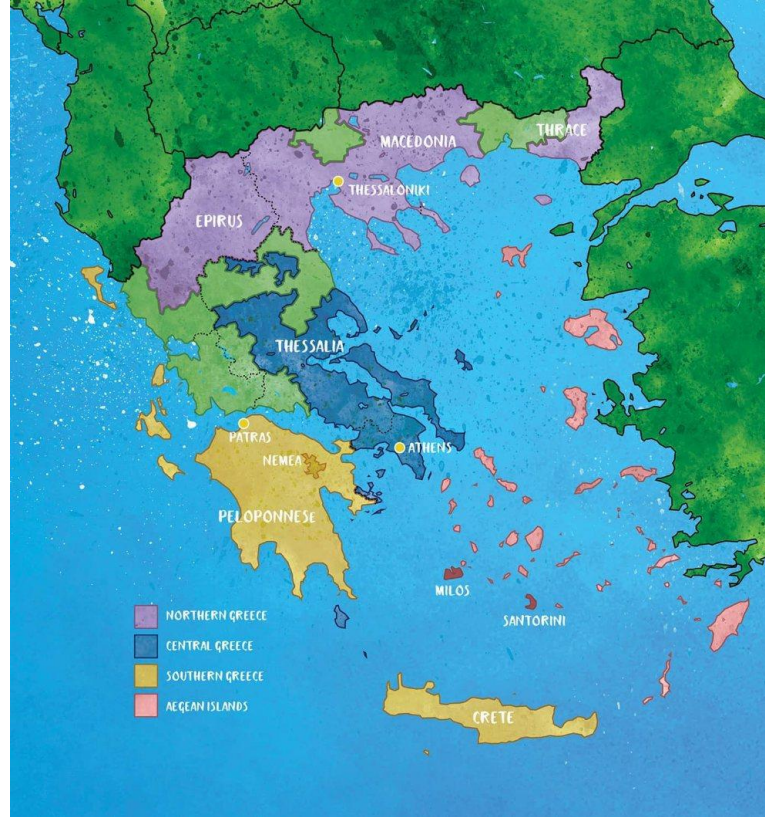 THRACE
MACEDONIA
THESSALONIKI
EPIRUS
THESSALIA
PATRAS
ATHENS
NEMEA
PELOPONNESE
MILOS
SANTORINI
NORTHERN GREECE
CENTRAL GREECE
SOUTHERN GREECE
AEGEAN ISLANDS
CRETE